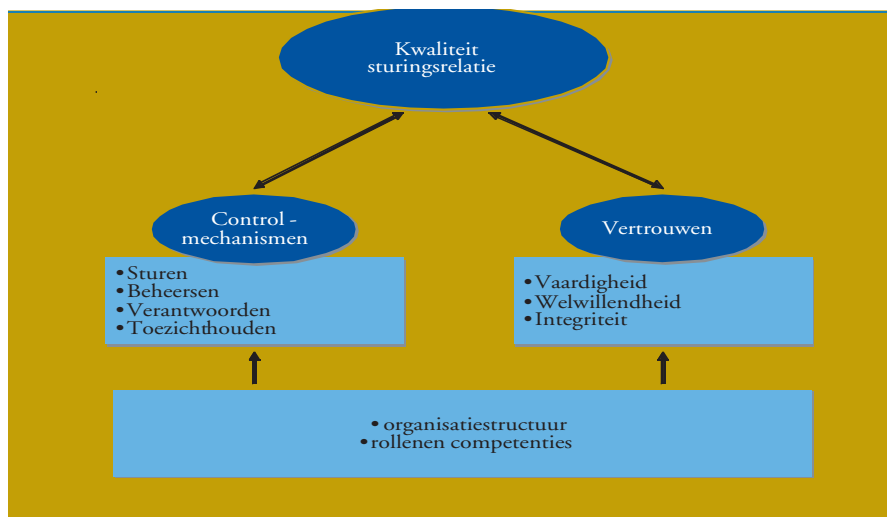 Kwaliteit
sturingsrelatie
Control -
mechanismen
Vertrouwen
•Sturen
•Beheersen
•Verantwoorden
•Toezichthouden
•Vaardigheid
•Welwillendheid
•Integriteit
•organisatiestructuur
•rollenen competenties